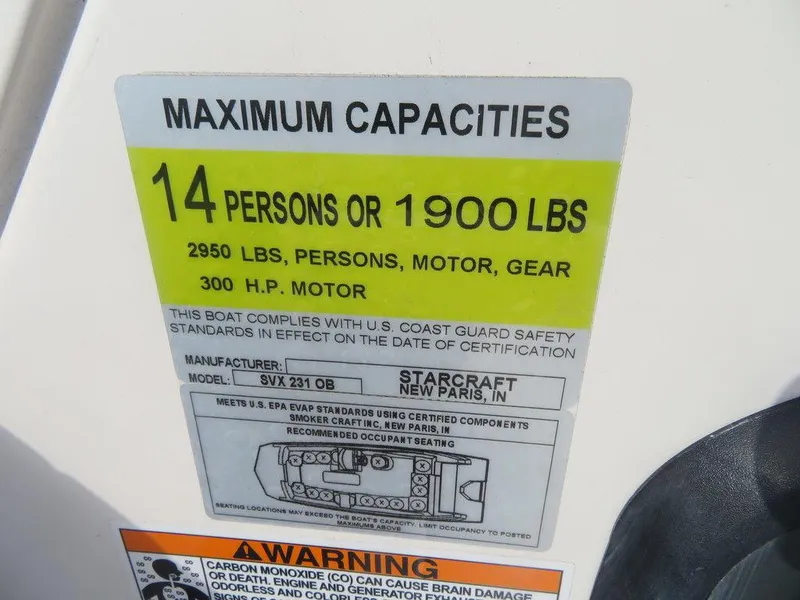 MAXIMUM CAPACITIES
14 PERSONS OR 1900 LBS
2950 LBS, PERSONS, MOTOR, GEAR
300 H.P. MOTOR
THIS BOAT COMPLIES WITH U.S. COAST GUARD SAFETY
STANDARDS IN EFFECT ON THE DATE OF CERTIFICATION
MANUFACTURER: STARCRAFT
MODEL: SVX 231 OB NEW PARIS, IN
MEETS U.S. EPA EVAP STANDARDS USING CERTIFIED COMPONENTS
SMOKER CRAFT INC, NEW PARIS, IN
RECOMMENDED OCCUPANT SEATING
SEATING LOCATIONS MAY EXCEED THE BOAT'S CAPACITY. LIMIT OCCUPANCY TO POSTED
MAXIMUMS ABOVE
WARNING
CARBON MONOXIDE (CO) CAN CAUSE BRAIN DAMAGE
OR DEATH. ENGINE AND GENERATOR EXHAUS
ODORLESS AND COLORLESS
SIGNS OF